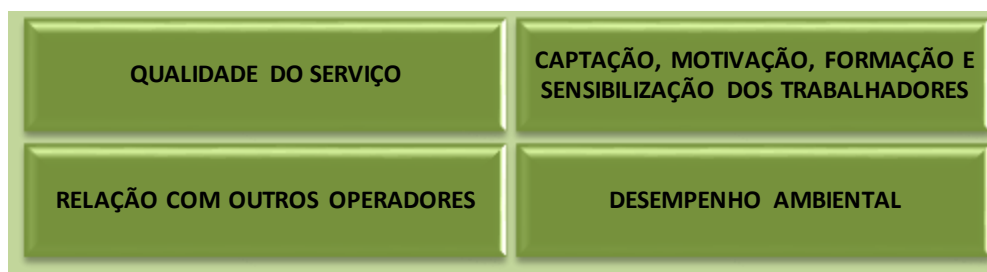 QUALIDADE DO SERVIÇO
CAPTAÇÃO, MOTIVAÇÃO, FORMAÇÃO E
SENSIBILIZAÇÃO DOS TRABALHADORES
RELAÇÃO COM OUTROS OPERADORES
DESEMPENHO AMBIENTAL